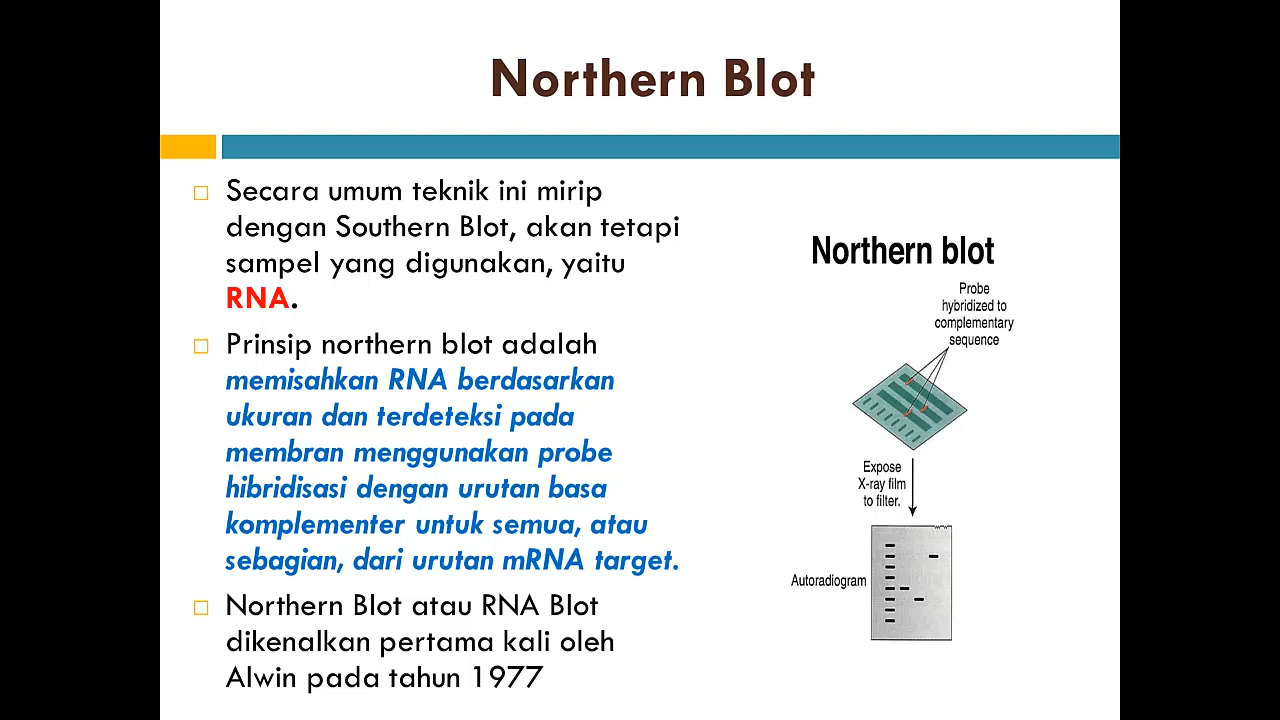 Northern Blot
Secara umum teknik ini mirip
dengan Southern Blot, akan tetapi
sampel yang digunakan, yaitu
RNA.
Prinsip northern blot adalah
memisahkan RNA berdasarkan
ukuran dan terdeteksi pada
membran menggunakan probe
hibridisasi dengan urutan basa
komplementer untuk semua, atau
sebagian, dari urutan mRNA target.
Northern Blot atau RNA Blot
dikenalkan pertama kali oleh
Alwin pada tahun 1977
Northern blot
Probe
hybridized to
complementary
sequence
Expose
X-ray film
to filter.
Autoradiogram